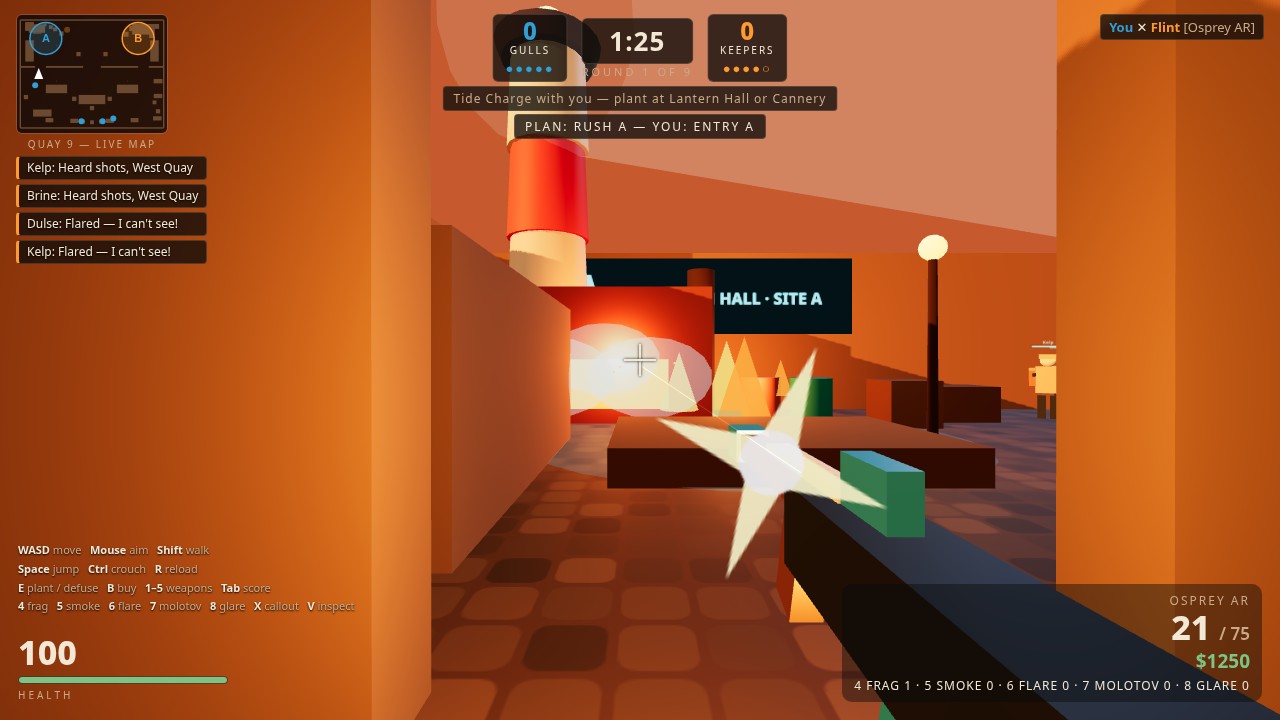 A
B
QUAY 9 — LIVE MAP
Kelp: Heard shots, West Quay
Brine: Heard shots, West Quay
Dulse: Flared — I can't see!
Kelp: Flared — I can't see!
0
GULLS
1:25
0
KEEPERS
ROUND 1 OF 9
Tide Charge with you — plant at Lantern Hall or Cannery
PLAN: RUSH A — YOU: ENTRY A
You ✕ Flint [Osprey AR]
HALL · SITE A
WASD move Mouse aim Shift walk
Space jump Ctrl crouch R reload
E plant / defuse B buy 1–5 weapons Tab score
4 frag 5 smoke 6 flare 7 molotov 8 glare X callout V inspect
100
HEALTH
OSPREY AR
21 / 75
$1250
4 FRAG 1 · 5 SMOKE 0 · 6 FLARE 0 · 7 MOLOTOV 0 · 8 GLARE 0